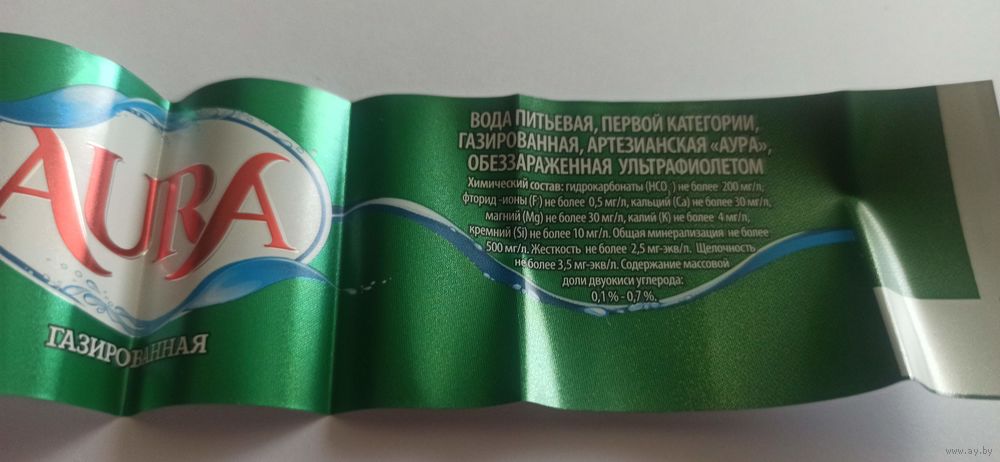 AURA
ГАЗИРОВАННАЯ
ВОДА ПИТЬЕВАЯ, ПЕРВОЙ КАТЕГОРИИ,
ГАЗИРОВАННАЯ, АРТЕЗИАНСКАЯ «АУРА»,
ОБЕЗЗАРАЖЕННАЯ УЛЬТРАФИОЛЕТОМ
Химический состав: гидрокарбонаты (HCO₃⁻) не более 200 мг/л,
фторид -ионы (F⁻) не более 0,5 мг/л, кальций (Ca) не более 30 мг/л,
магний (Mg) не более 30 мг/л, калий (K) не более 4 мг/л,
кремний (Si) не более 10 мг/л. Общая минерализация не более
500 мг/л. Жесткость не более 2,5 мг-экв/л. Щелочность
не более 3,5 мг-экв/л. Содержание массовой
доли двуокиси углерода:
0,1% - 0,7 %.
www.ay.by